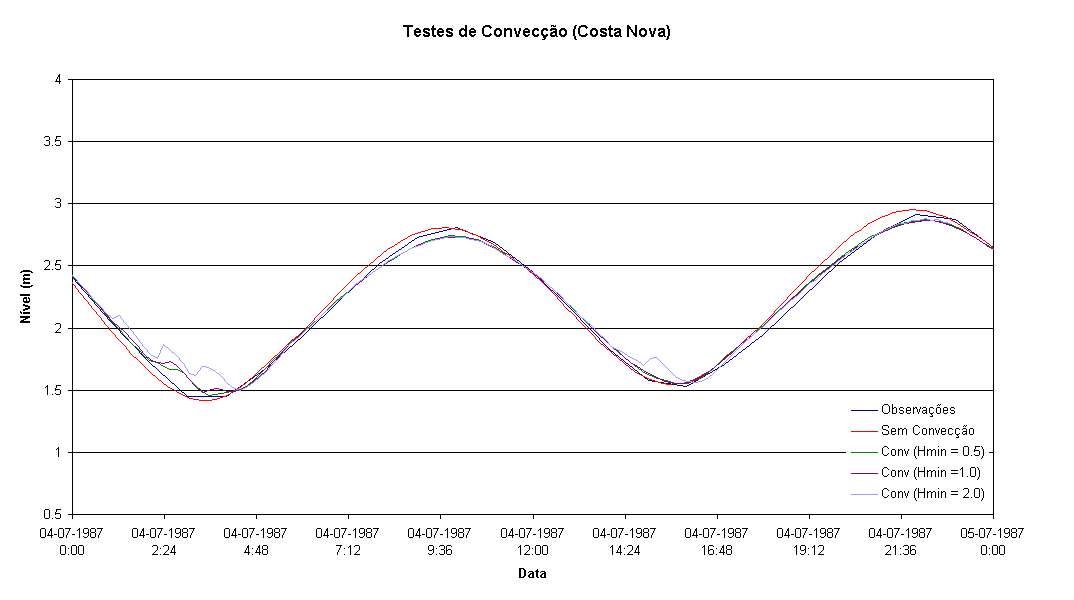 Testes de Convecção (Costa Nova)
4
3.5
3
2.5
2
1.5
1
0.5
Nível (m)
04-07-1987 04-07-1987 04-07-1987 04-07-1987 04-07-1987 04-07-1987 04-07-1987 04-07-1987 04-07-1987 05-07-1987
0:00 2:24 4:48 7:12 9:36 12:00 14:24 16:48 19:12 21:36 0:00
Data
Observações
Sem Convecção
Conv (Hmin = 0.5)
Conv (Hmin =1.0)
Conv (Hmin = 2.0)